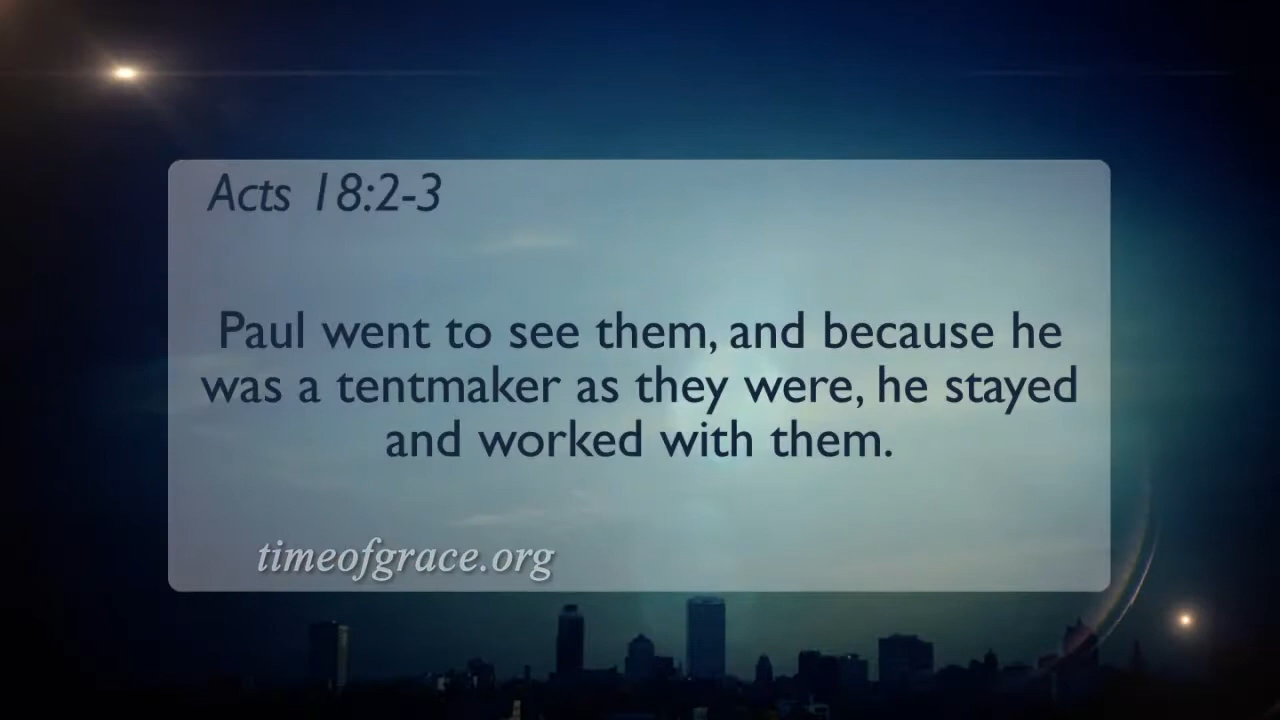 Acts 18:2-3
Paul went to see them, and because he
was a tentmaker as they were, he stayed
and worked with them.
timeofgrace.org